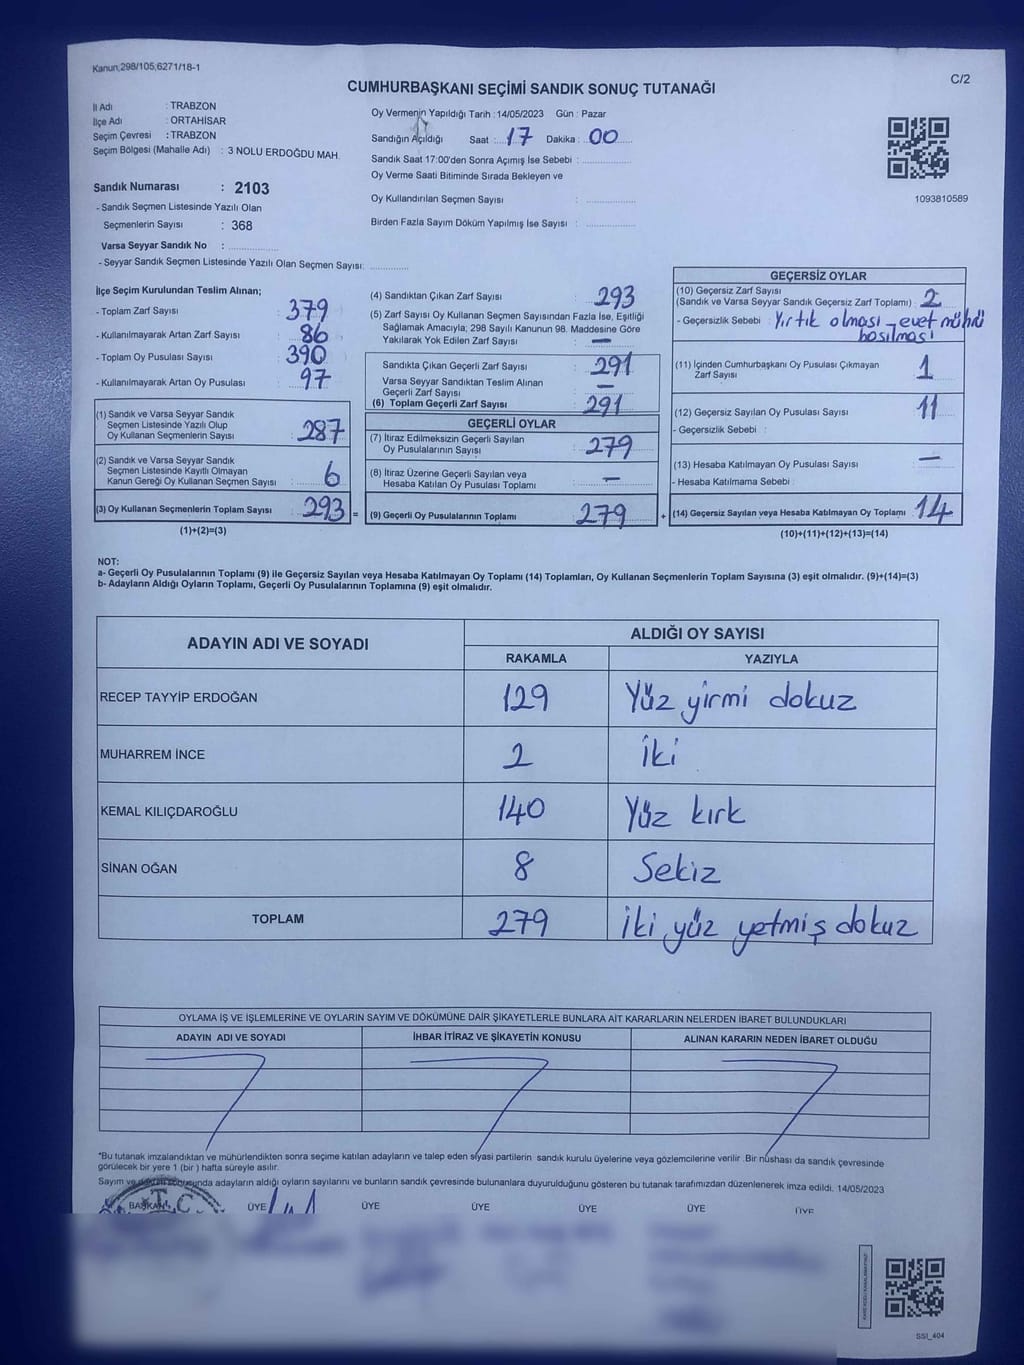 Kanun;298/105,6271/18-1
C/2
CUMHURBAŞKANI SEÇİMİ SANDIK SONUÇ TUTANAĞI
İl Adı : TRABZON
İlçe Adı : ORTAHİSAR
Seçim Çevresi : TRABZON
Seçim Bölgesi (Mahalle Adı) : 3 NOLU ERDOĞDU MAH.
Sandık Numarası : 2103
- Sandık Seçmen Listesinde Yazılı Olan
Seçmenlerin Sayısı : 368
Varsa Seyyar Sandık No :
- Seyyar Sandık Seçmen Listesinde Yazılı Olan Seçmen Sayısı:
Oy Vermenin Yapıldığı Tarih : 14/05/2023 Gün : Pazar
Sandığın Açıldığı Saat : 17 Dakika : 00
Sandık Saat 17:00'den Sonra Açımış İse Sebebi :
Oy Verme Saati Bitiminde Sırada Bekleyen ve
Oy Kullandırılan Seçmen Sayısı :
Birden Fazla Sayım Döküm Yapılmış İse Sayısı :
1093810589
İlçe Seçim Kurulundan Teslim Alınan;
- Toplam Zarf Sayısı : 379
- Kullanılmayarak Artan Zarf Sayısı : 86
- Toplam Oy Pusulası Sayısı : 390
- Kullanılmayarak Artan Oy Pusulası : 97
(1) Sandık ve Varsa Seyyar Sandık
Seçmen Listesinde Yazılı Olup
Oy Kullanan Seçmenlerin Sayısı : 287
(2) Sandık ve Varsa Seyyar Sandık
Seçmen Listesinde Kayıtlı Olmayan
Kanun Gereği Oy Kullanan Seçmen Sayısı : 6
(3) Oy Kullanan Seçmenlerin Toplam Sayısı : 293 =
(1)+(2)=(3)
(4) Sandıktan Çıkan Zarf Sayısı : 293
(5) Zarf Sayısı Oy Kullanan Seçmen Sayısından Fazla İse, Eşitliği
Sağlamak Amacıyla; 298 Sayılı Kanunun 98. Maddesine Göre
Yakılarak Yok Edilen Zarf Sayısı : —
Sandıkta Çıkan Geçerli Zarf Sayısı : 291
Varsa Seyyar Sandıktan Teslim Alınan
Geçerli Zarf Sayısı : —
(6) Toplam Geçerli Zarf Sayısı : 291
GEÇERLİ OYLAR
(7) İtiraz Edilmeksizin Geçerli Sayılan
Oy Pusulalarının Sayısı : 279
(8) İtiraz Üzerine Geçerli Sayılan veya
Hesaba Katılan Oy Pusulası Toplamı : —
(9) Geçerli Oy Pusulalarının Toplamı : 279 +
GEÇERSİZ OYLAR
(10) Geçersiz Zarf Sayısı
(Sandık ve Varsa Seyyar Sandık Geçersiz Zarf Toplamı) : 2
- Geçersizlik Sebebi : Yırtık olması - evet mührü
basılması
(11) İçinden Cumhurbaşkanı Oy Pusulası Çıkmayan
Zarf Sayısı : 1
(12) Geçersiz Sayılan Oy Pusulası Sayısı : 11
- Geçersizlik Sebebi :
(13) Hesaba Katılmayan Oy Pusulası Sayısı : —
- Hesaba Katılmama Sebebi :
(14) Geçersiz Sayılan veya Hesaba Katılmayan Oy Toplamı : 14
(10)+(11)+(12)+(13)=(14)
NOT:
a- Geçerli Oy Pusulalarının Toplamı (9) ile Geçersiz Sayılan veya Hesaba Katılmayan Oy Toplamı (14) Toplamları, Oy Kullanan Seçmenlerin Toplam Sayısına (3) eşit olmalıdır. (9)+(14)=(3)
b- Adayların Aldığı Oyların Toplamı, Geçerli Oy Pusulalarının Toplamına (9) eşit olmalıdır.
ADAYIN ADI VE SOYADI
ALDIĞI OY SAYISI
RAKAMLA YAZIYLA
RECEP TAYYİP ERDOĞAN 129 Yüz yirmi dokuz
MUHARREM İNCE 2 İki
KEMAL KILIÇDAROĞLU 140 Yüz kırk
SİNAN OĞAN 8 Sekiz
TOPLAM 279 İki yüz yetmiş dokuz
OYLAMA İŞ VE İŞLEMLERİNE VE OYLARIN SAYIM VE DÖKÜMÜNE DAİR ŞİKAYETLERLE BUNLARA AİT KARARLARIN NELERDEN İBARET BULUNDUKLARI
ADAYIN ADI VE SOYADI İHBAR İTİRAZ VE ŞİKAYETİN KONUSU ALINAN KARARIN NEDEN İBARET OLDUĞU
*Bu tutanak imzalandıktan ve mühürlendikten sonra seçime katılan adayların ve talep eden siyasi partilerin sandık kurulu üyelerine veya gözlemcilerine verilir .Bir nüshası da sandık çevresinde
görülecek bir yere 1 (bir ) hafta süreyle asılır.
Sayım ve döküm sonucunda adayların aldığı oyların sayılarını ve bunların sandık çevresinde bulunanlara duyurulduğunu gösteren bu tutanak tarafımızdan düzenlenerek imza edildi. 14/05/2023
T.C.
BAŞKAN ÜYE ÜYE ÜYE ÜYE ÜYE ÜYE
SSI_404